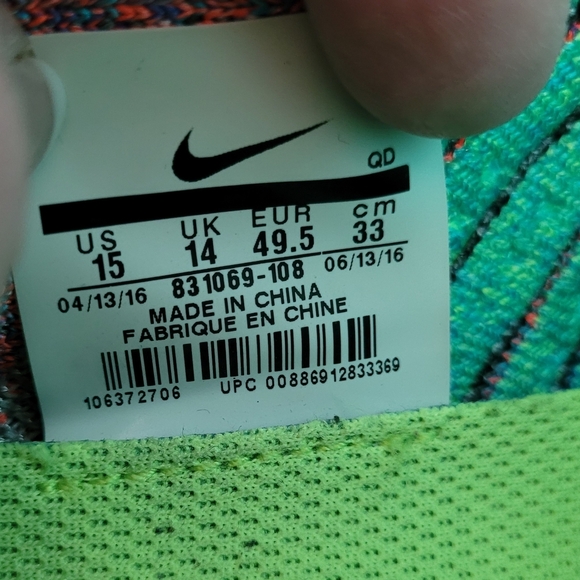 QD
US UK EUR cm
15 14 49.5 33
04/13/16 831069-108 06/13/16
MADE IN CHINA
FABRIQUE EN CHINE
106372706 UPC 00886912833369